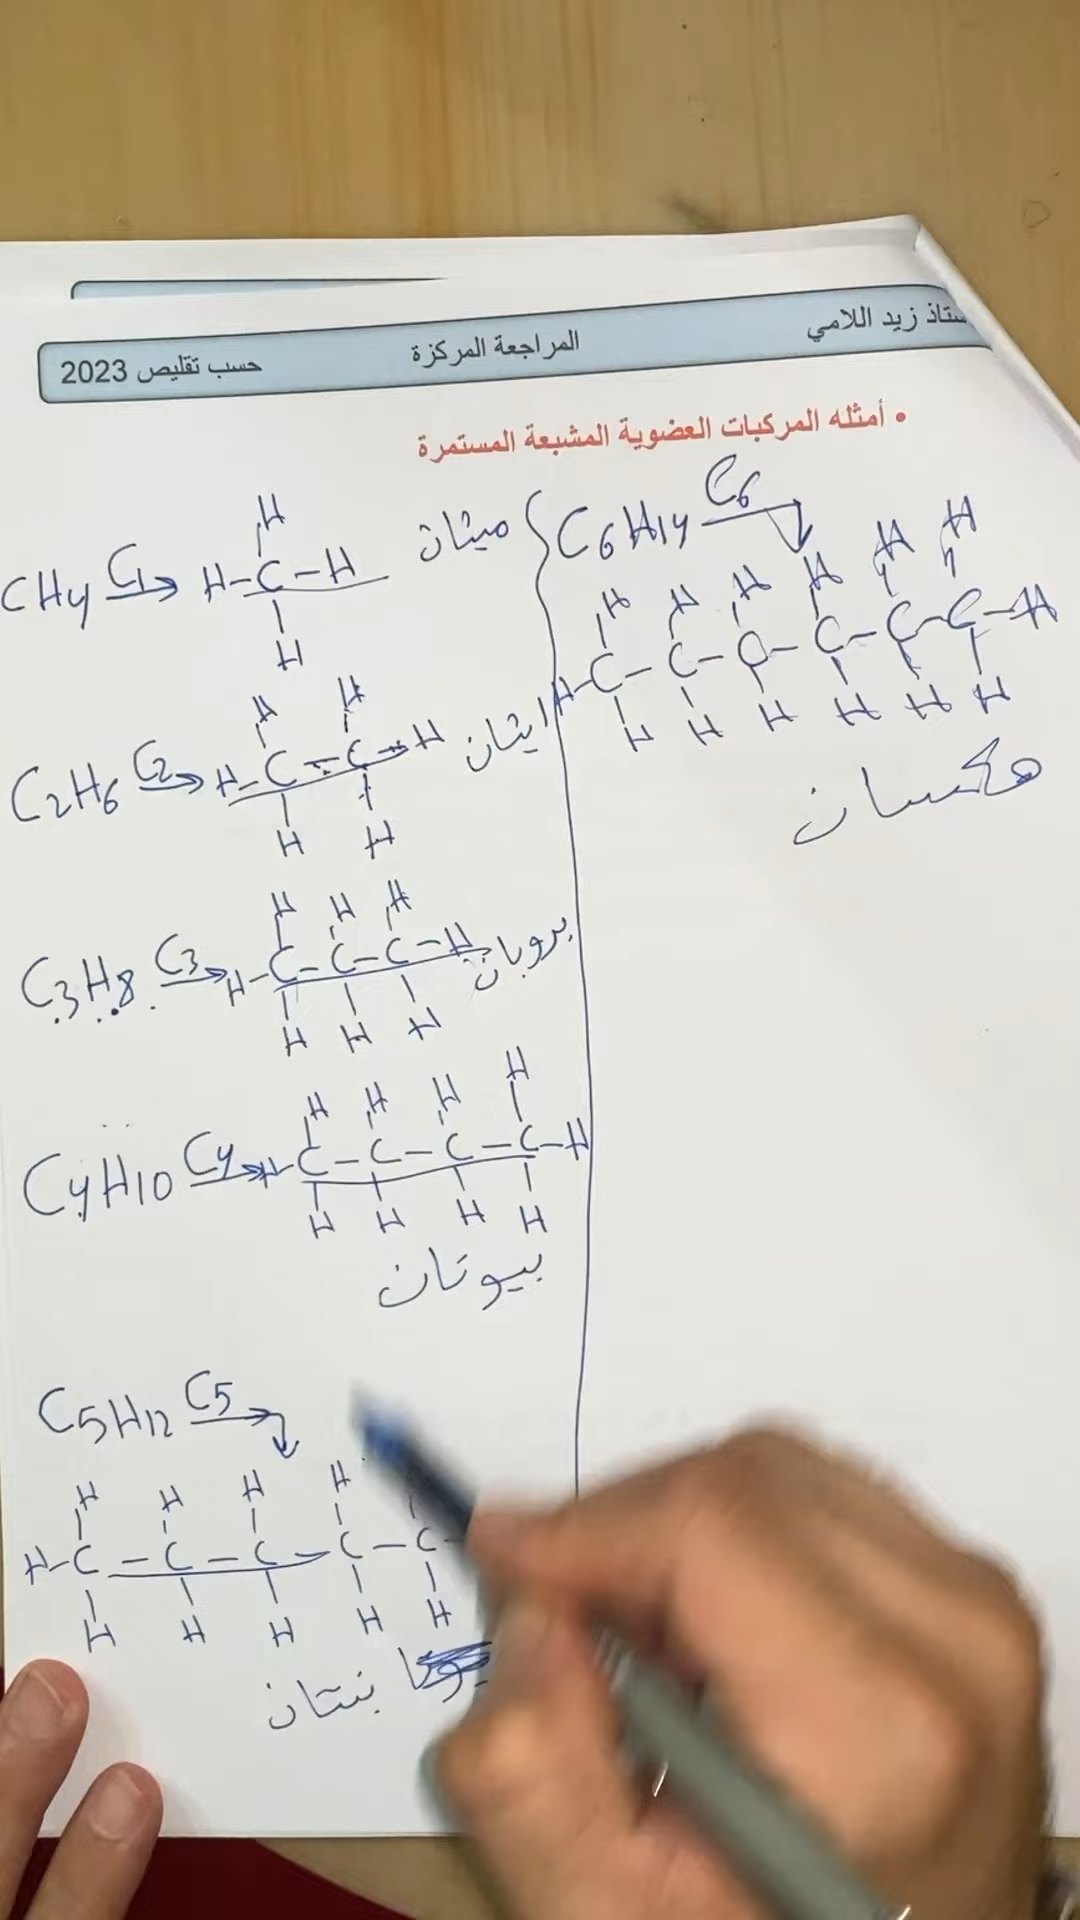 ستاذ زيد اللامي
المراجعة المركزة
حسب تقليص 2023
• أمثله المركبات العضوية المشبعة المستمرة
H
CH4 C1 H-C-H ميثان
H
H H
C2H6 C2 H-C-C-H ايثان
H H
H H H
C3H8 C3 H-C-C-C-H بروبان
H H H
H H H H
C4H10 C4 H-C-C-C-C-H
H H H H
بيوتان
C5H12 C5
H H H H
H-C-C-C-C-C-
H H H H H
بنتان
C6H14 C6
H H H H H H
H-C-C-C-C-C-C-H
H H H H H H
هكسان